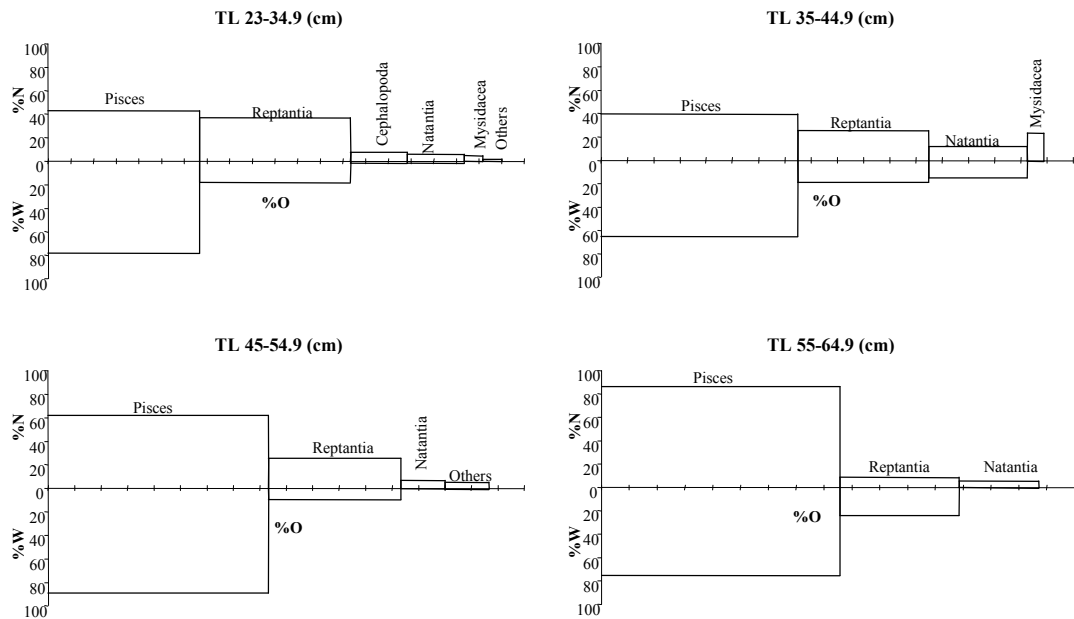 TL 23-34.9 (cm)
100
80
60
40
20
0
20
40
60
80
100
%N
%W
Pisces
Reptantia
Cephalopoda
Natantia
Mysidacea
Others
%O
TL 35-44.9 (cm)
100
80
60
40
20
0
20
40
60
80
100
%N
%W
Pisces
Reptantia
Natantia
Mysidacea
%O
TL 45-54.9 (cm)
100
80
60
40
20
0
20
40
60
80
100
%N
%W
Pisces
Reptantia
Natantia
Others
%O
TL 55-64.9 (cm)
100
80
60
40
20
0
20
40
60
80
100
%N
%W
Pisces
Reptantia
Natantia
%O